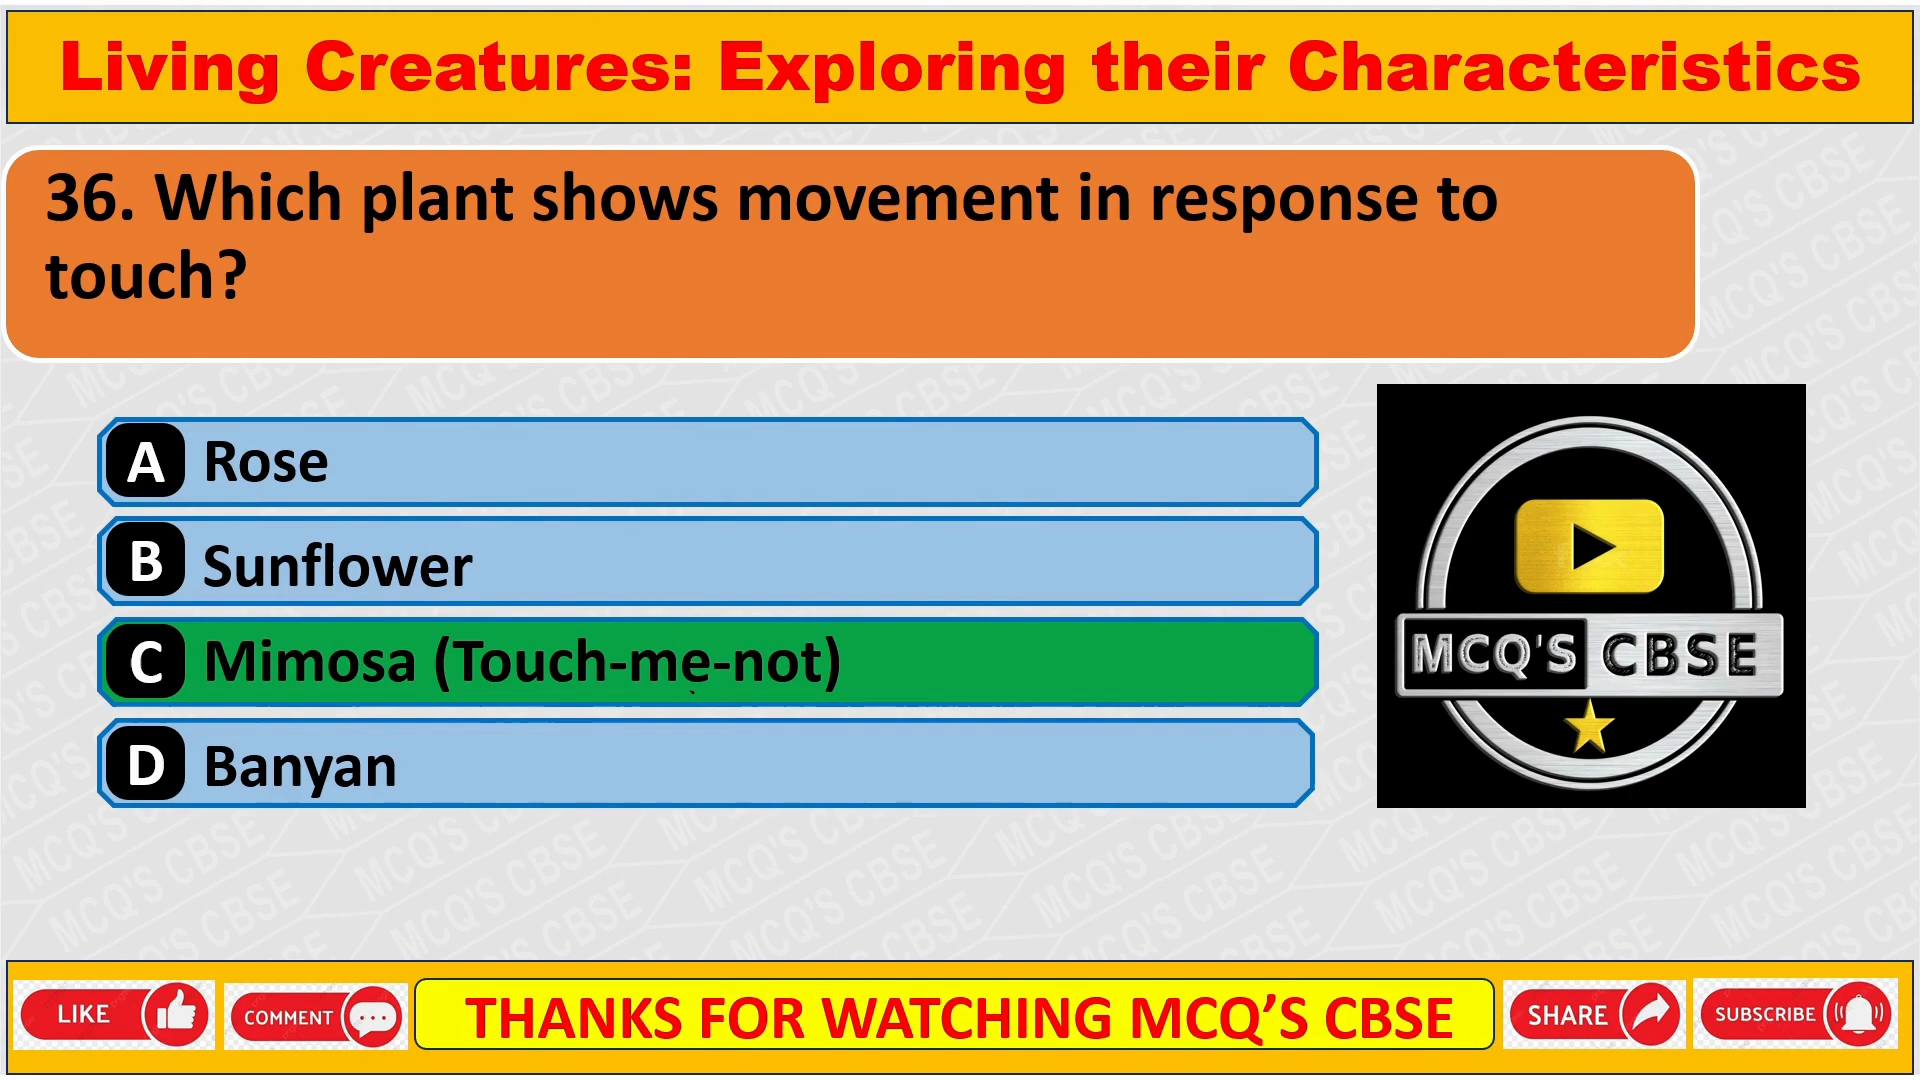 Living Creatures: Exploring their Characteristics
36. Which plant shows movement in response to
touch?
A Rose
B Sunflower
C Mimosa (Touch-me-not)
D Banyan
MCQ'S CBSE
LIKE
COMMENT
THANKS FOR WATCHING MCQ’S CBSE
SHARE
SUBSCRIBE